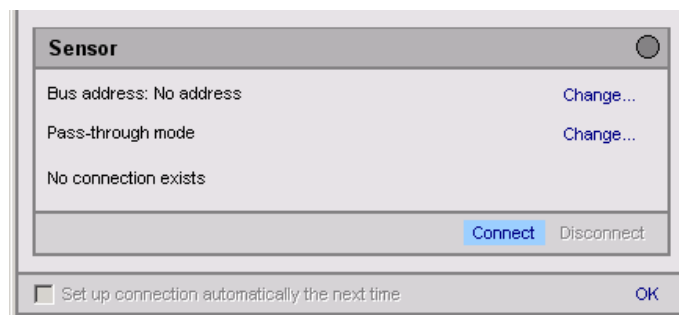 Sensor
Bus address: No address Change...
Pass-through mode Change...
No connection exists
Connect Disconnect
Set up connection automatically the next time OK